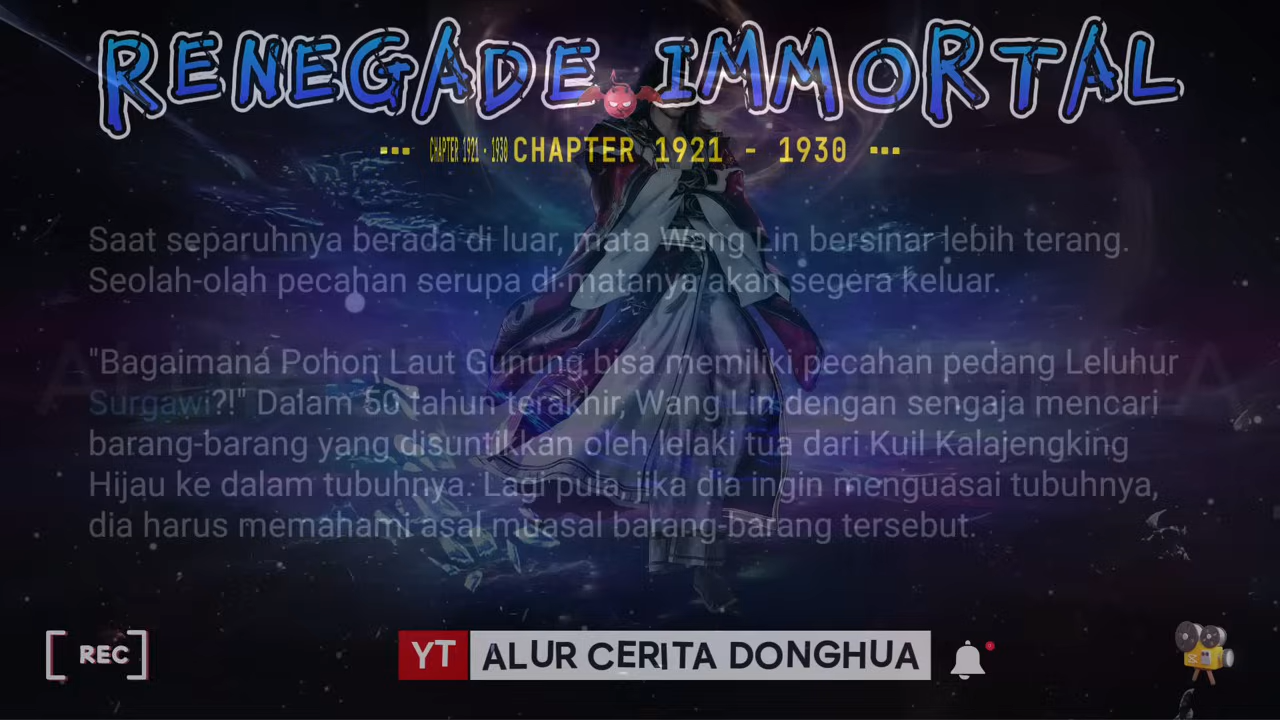 RENEGADE IMMORTAL
CHAPTER 1921 - 1930 CHAPTER 1921 - 1930
Saat separuhnya berada di luar, mata Wang Lin bersinar lebih terang.
Seolah-olah pecahan serupa di matanya akan segera keluar.
"Bagaimana Pohon Laut Gunung bisa memiliki pecahan pedang Leluhur
Surgawi?!" Dalam 50 tahun terakhir, Wang Lin dengan sengaja mencari
barang-barang yang disuntikkan oleh lelaki tua dari Kuil Kalajengking
Hijau ke dalam tubuhnya. Lagi pula, jika dia ingin menguasai tubuhnya,
dia harus memahami asal muasal barang-barang tersebut.
REC
YT ALUR CERITA DONGHUA